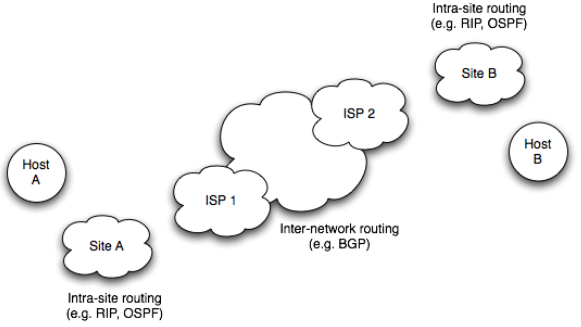 Intra-site routing
(e.g. RIP, OSPF)
Site B
ISP 2
Host
B
Host
A
ISP 1
Inter-network routing
(e.g. BGP)
Site A
Intra-site routing
(e.g. RIP, OSPF)